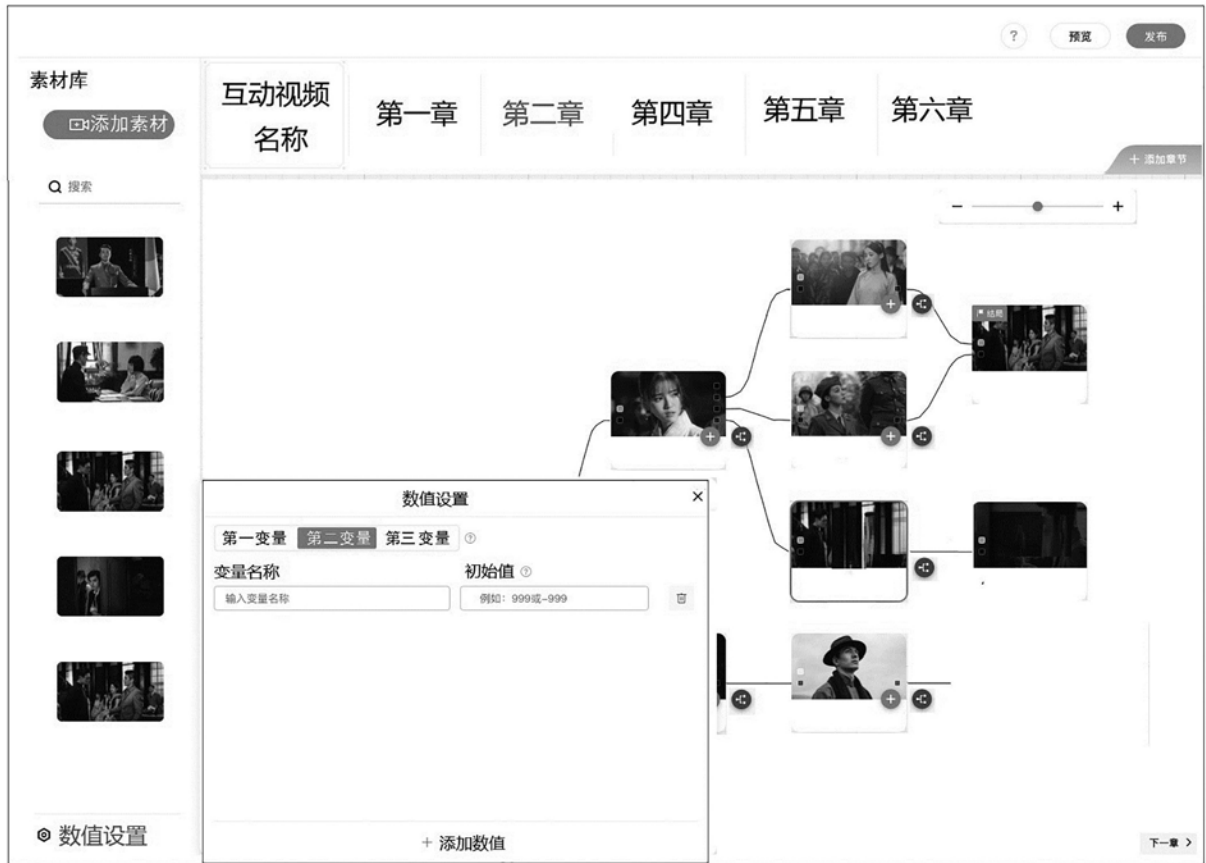 ?
预览
发布
素材库
添加素材
搜索
互动视频
名称
第一章
第二章
第四章
第五章
第六章
+ 添加章节
− +
结局
数值设置
×
第一变量 第二变量 第三变量 ?
变量名称
初始值 ?
输入变量名称
例如：999或-999
+ 添加数值
数值设置
下一章 >